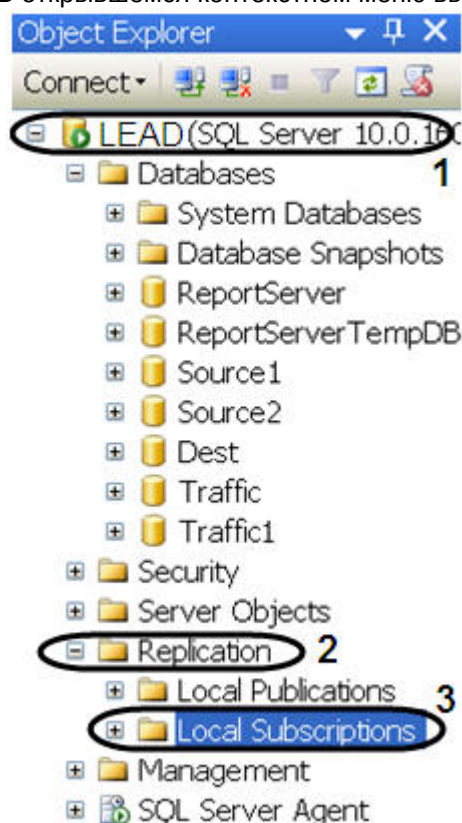 Object Explorer
Connect
LEAD (SQL Server 10.0.160
1
Databases
System Databases
Database Snapshots
ReportServer
ReportServerTempDB
Source1
Source2
Dest
Traffic
Traffic1
Security
Server Objects
Replication 2
Local Publications
3
Local Subscriptions
Management
SQL Server Agent